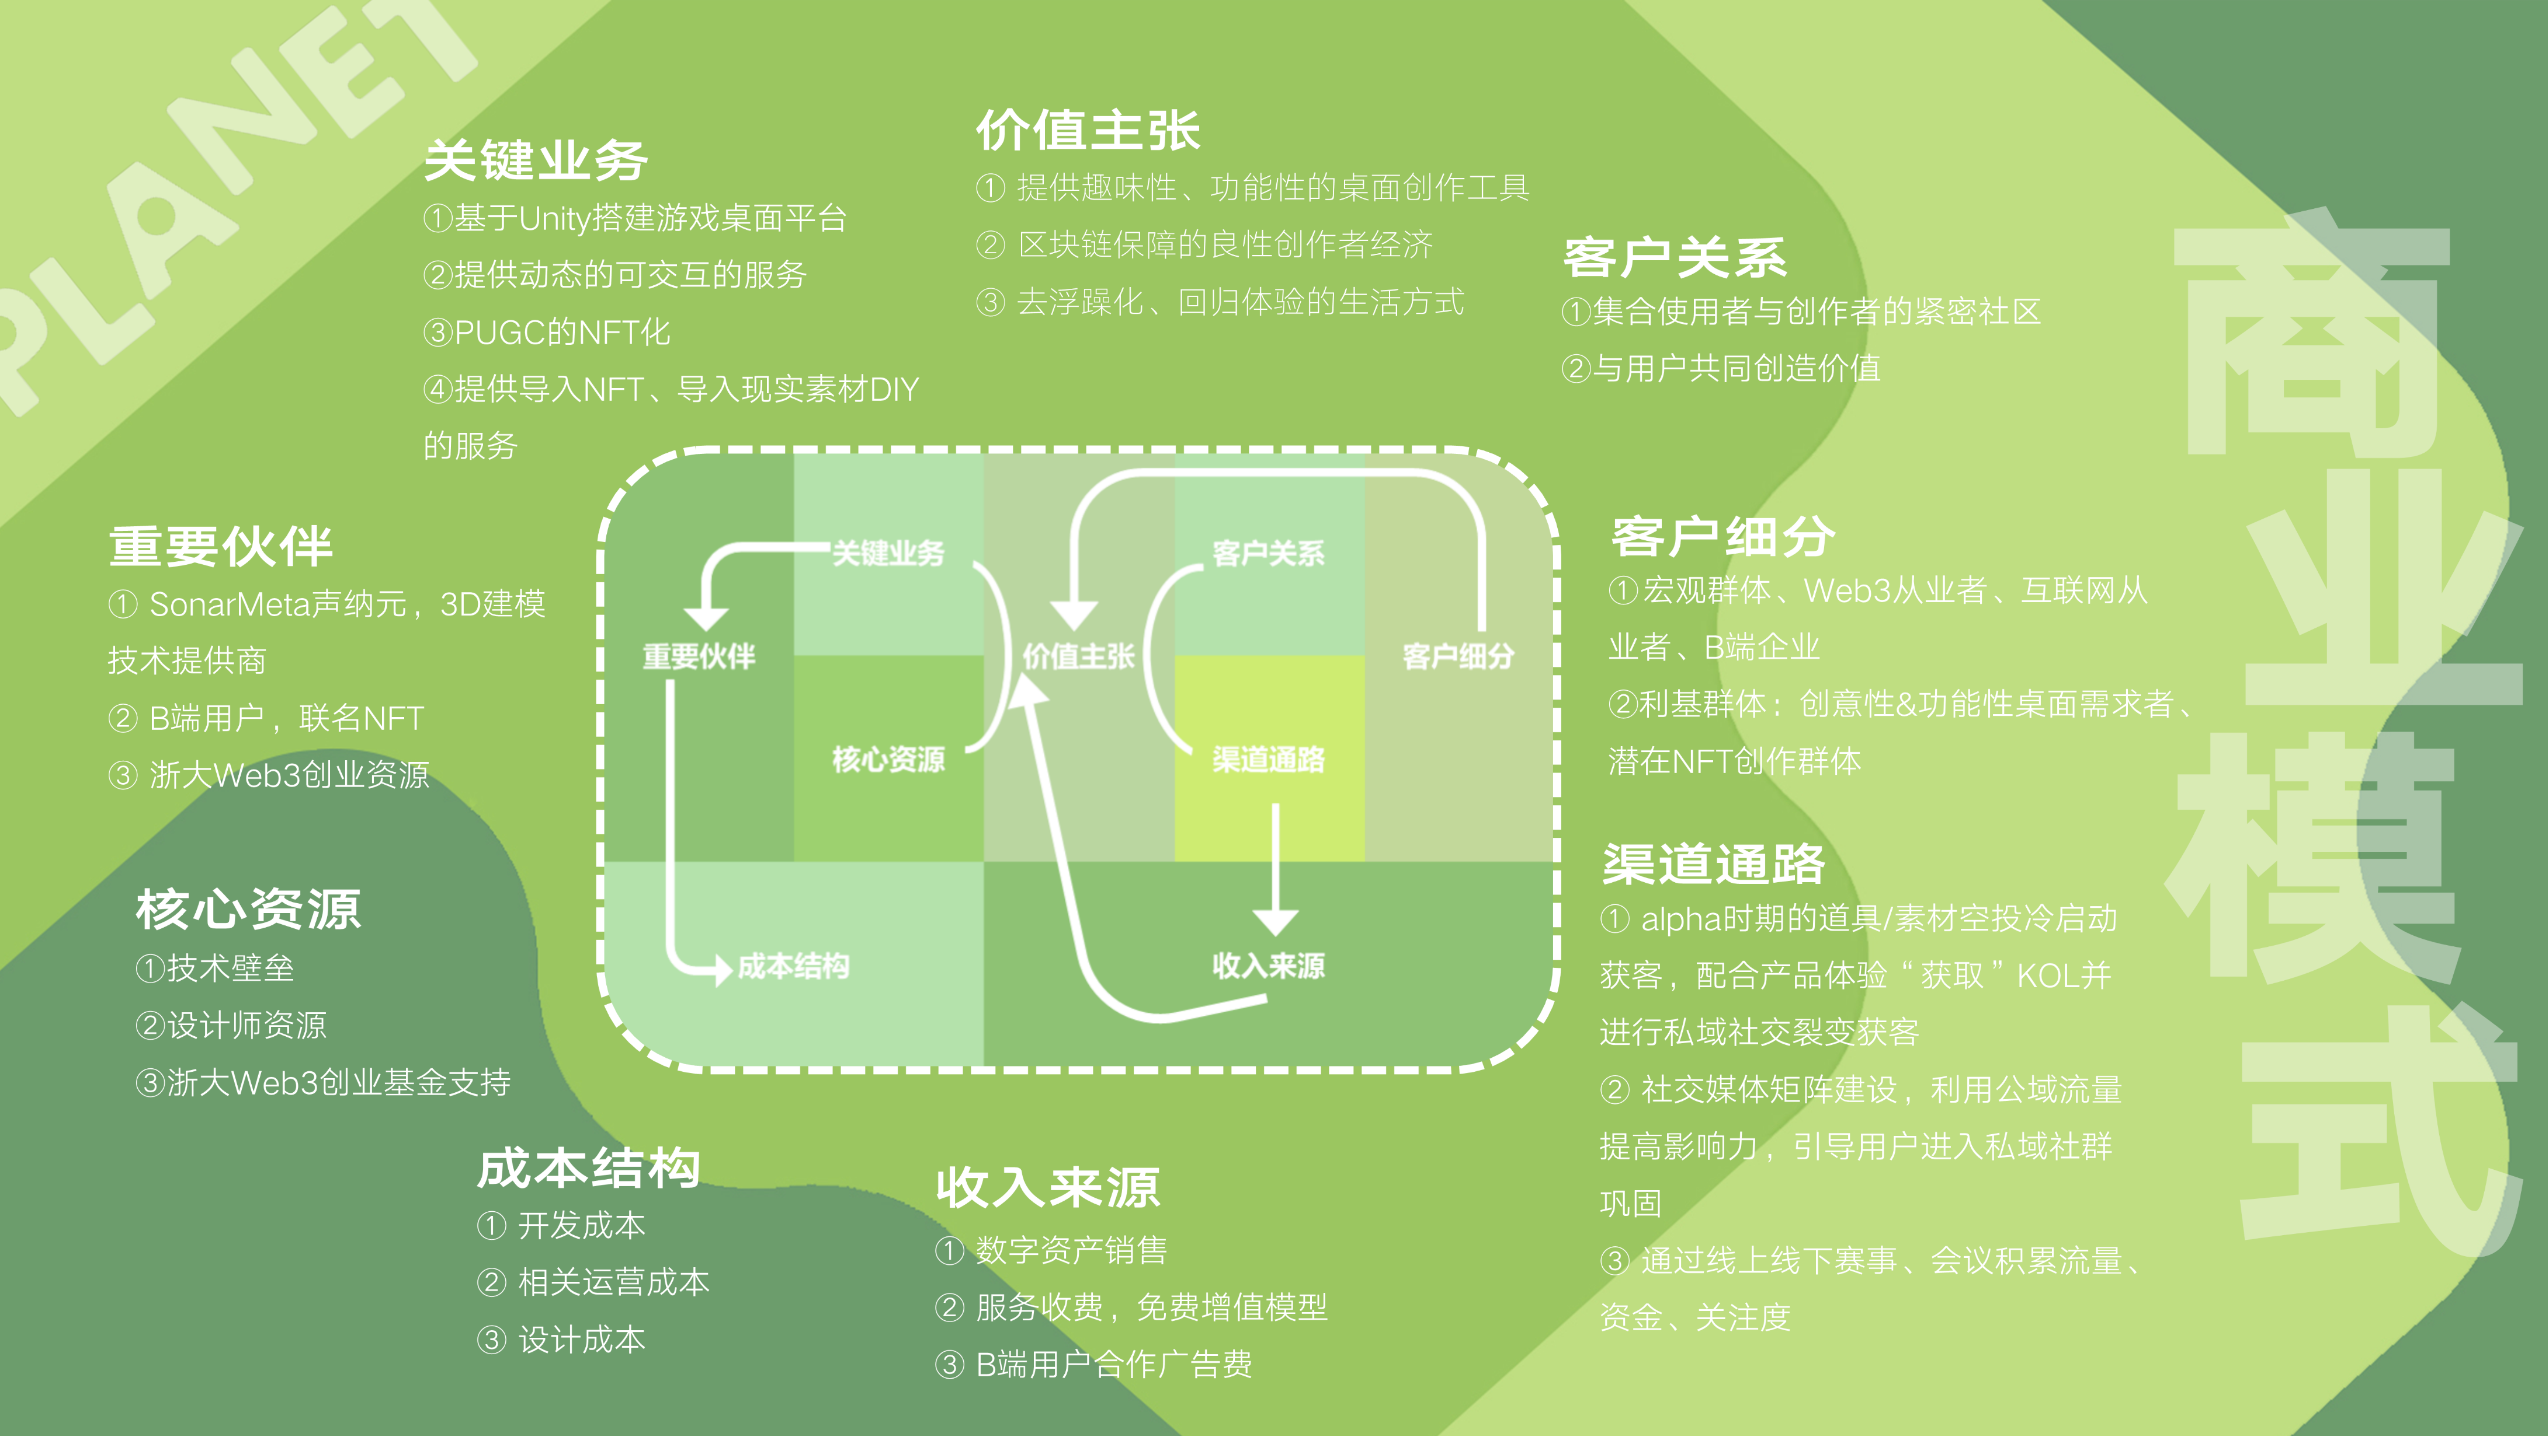 PLANET
商业模式
关键业务
①基于Unity搭建游戏桌面平台
②提供动态的可交互的服务
③PUGC的NFT化
④提供导入NFT、导入现实素材DIY
的服务
价值主张
① 提供趣味性、功能性的桌面创作工具
② 区块链保障的良性创作者经济
③ 去浮躁化、回归体验的生活方式
客户关系
①集合使用者与创作者的紧密社区
②与用户共同创造价值
重要伙伴
① SonarMeta声纳元，3D建模
技术提供商
② B端用户，联名NFT
③ 浙大Web3创业资源
关键业务
客户关系
重要伙伴
价值主张
客户细分
核心资源
渠道通路
成本结构
收入来源
客户细分
①宏观群体、Web3从业者、互联网从
业者、B端企业
②利基群体：创意性&功能性桌面需求者、
潜在NFT创作群体
核心资源
①技术壁垒
②设计师资源
③浙大Web3创业基金支持
渠道通路
① alpha时期的道具/素材空投冷启动
获客，配合产品体验“获取”KOL并
进行私域社交裂变获客
② 社交媒体矩阵建设，利用公域流量
提高影响力，引导用户进入私域社群
巩固
③ 通过线上线下赛事、会议积累流量、
资金、关注度
成本结构
① 开发成本
② 相关运营成本
③ 设计成本
收入来源
① 数字资产销售
② 服务收费，免费增值模型
③ B端用户合作广告费